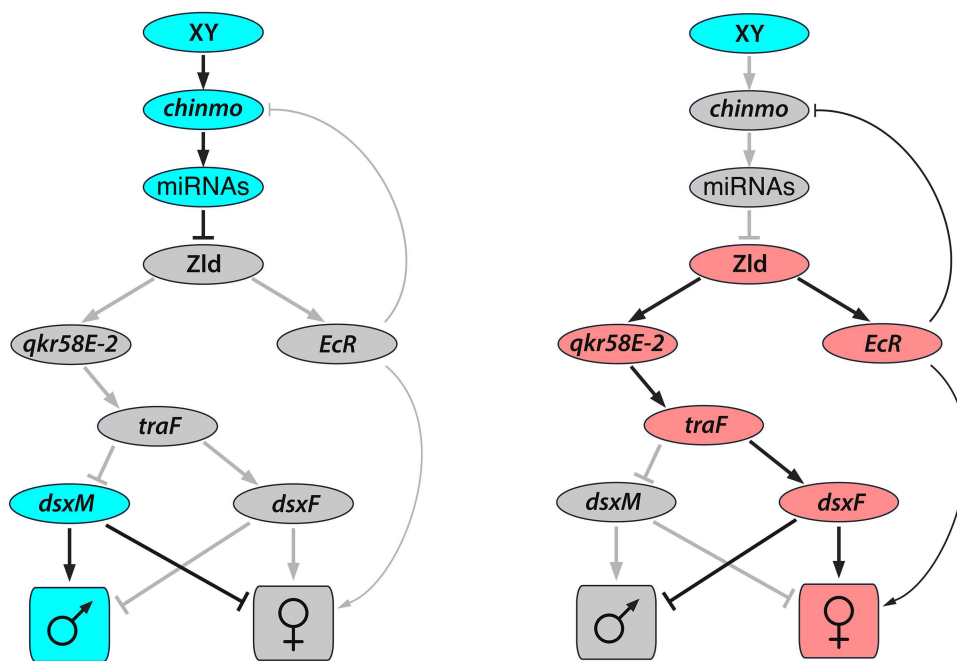 XY
chinmo
miRNAs
Zld
qkr58E-2
EcR
traF
dsxM
dsxF
XY
chinmo
miRNAs
Zld
qkr58E-2
EcR
traF
dsxM
dsxF